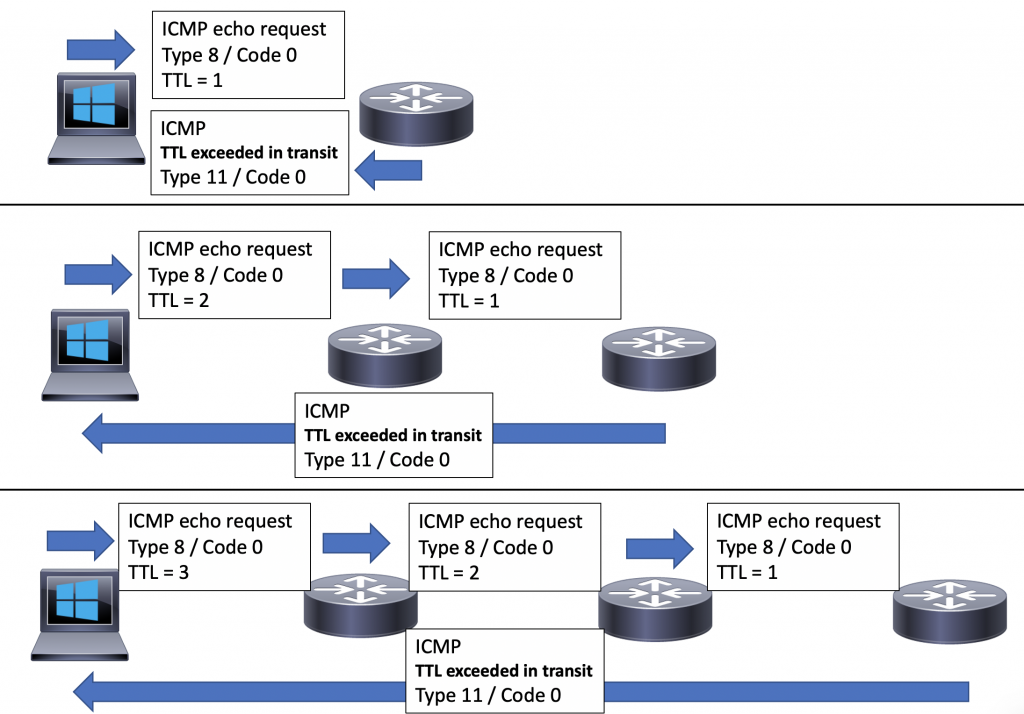 ICMP echo request
Type 8 / Code 0
TTL = 1
ICMP
TTL exceeded in transit
Type 11 / Code 0
ICMP echo request
Type 8 / Code 0
TTL = 2
ICMP echo request
Type 8 / Code 0
TTL = 1
ICMP
TTL exceeded in transit
Type 11 / Code 0
ICMP echo request
Type 8 / Code 0
TTL = 3
ICMP echo request
Type 8 / Code 0
TTL = 2
ICMP echo request
Type 8 / Code 0
TTL = 1
ICMP
TTL exceeded in transit
Type 11 / Code 0